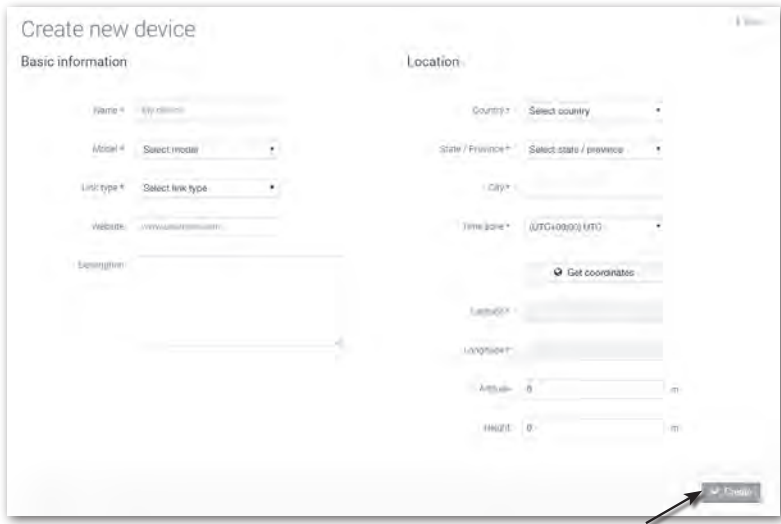 Create new device
Basic information
Name *
My device
Model *
Select model
Link type *
Select link type
Website
Description
Location
Country *
Select country
State / Province *
Select state / province
City *
Time zone *
(UTC+00:00) UTC
Get coordinates
Latitude *
Longitude *
Altitude
0
m
Height
0
m
Create